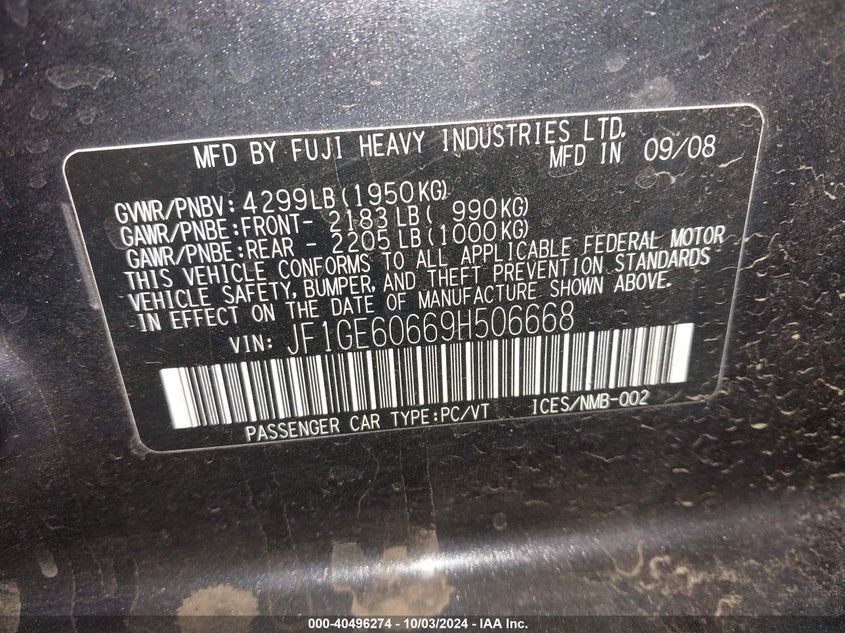 MFD BY FUJI HEAVY INDUSTRIES LTD.
MFD IN 09/08
GVWR/PNBV: 4299LB (1950KG)
GAWR/PNBE: FRONT- 2183 LB ( 990KG)
GAWR/PNBE: REAR - 2205 LB (1000KG)
THIS VEHICLE CONFORMS TO ALL APPLICABLE FEDERAL MOTOR
VEHICLE SAFETY, BUMPER, AND THEFT PREVENTION STANDARDS
IN EFFECT ON THE DATE OF MANUFACTURE SHOWN ABOVE.
VIN: JF1GE60669H506668
PASSENGER CAR TYPE: PC/VT ICES/NMB-002
000-40496274 - 10/03/2024 - IAA Inc.